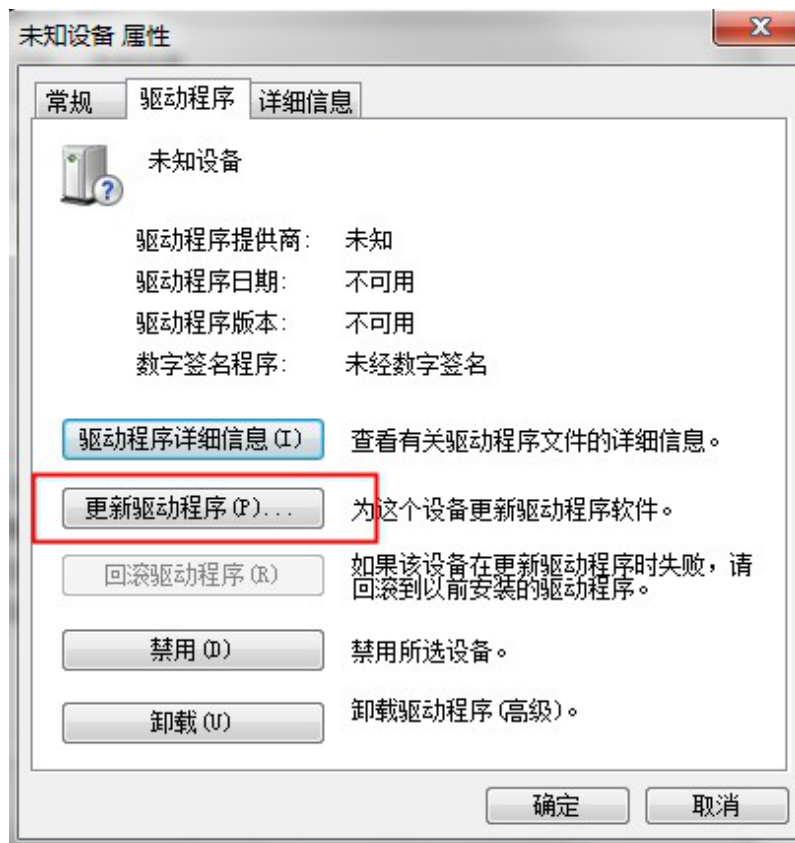 未知设备 属性
常规
驱动程序
详细信息
未知设备
驱动程序提供商: 未知
驱动程序日期: 不可用
驱动程序版本: 不可用
数字签名程序: 未经数字签名
驱动程序详细信息(I)
查看有关驱动程序文件的详细信息。
更新驱动程序(P)...
为这个设备更新驱动程序软件。
回滚驱动程序(R)
如果该设备在更新驱动程序时失败，请
回滚到以前安装的驱动程序。
禁用(D)
禁用所选设备。
卸载(U)
卸载驱动程序(高级)。
确定
取消